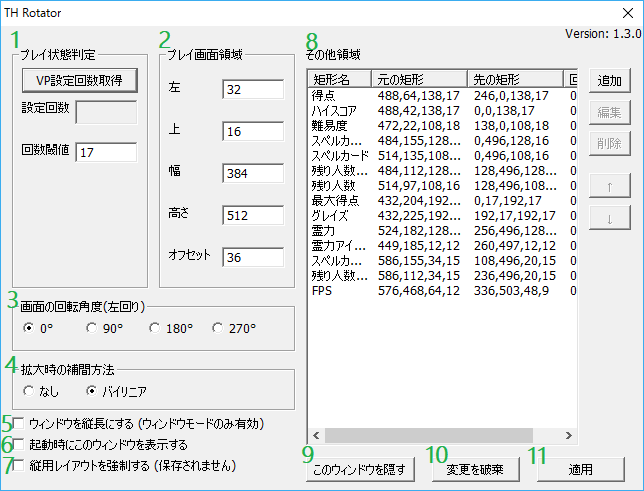 TH Rotator
Version: 1.3.0
1
プレイ状態判定
VP設定回数取得
設定回数
回数閾値 17
2
プレイ画面領域
左 32
上 16
幅 384
高さ 512
オフセット 36
3
画面の回転角度(左回り)
0° 90° 180° 270°
4
拡大時の補間方法
なし バイリニア
5 ウィンドウを縦長にする (ウィンドウモードのみ有効)
6 起動時にこのウィンドウを表示する
7 縦用レイアウトを強制する (保存されません)
8
その他領域
矩形名 元の矩形 先の矩形
得点 488,64,138,17 246,0,138,17 0
ハイスコア 488,42,138,17 0,0,138,17 0
難易度 472,22,108,18 138,0,108,18 0
スペルカ... 484,155,128... 0,496,128,16 0
スペルカード 514,135,108... 0,496,108,16 0
残り人数... 484,112,128... 128,496,128... 0
残り人数 514,97,108,16 128,496,108... 0
最大得点 432,204,192... 0,17,192,17 0
グレイズ 432,225,192... 192,17,192,17 0
霊力 524,182,128... 256,496,128... 0
霊力アイ... 449,185,12,12 260,497,12,12 0
スペルカ... 586,155,34,15 108,496,20,15 0
残り人数... 586,112,34,15 236,496,20,15 0
FPS 576,468,64,12 336,503,48,9 0
追加
編集
削除
↑
↓
9
このウィンドウを隠す
10
変更を破棄
11
適用